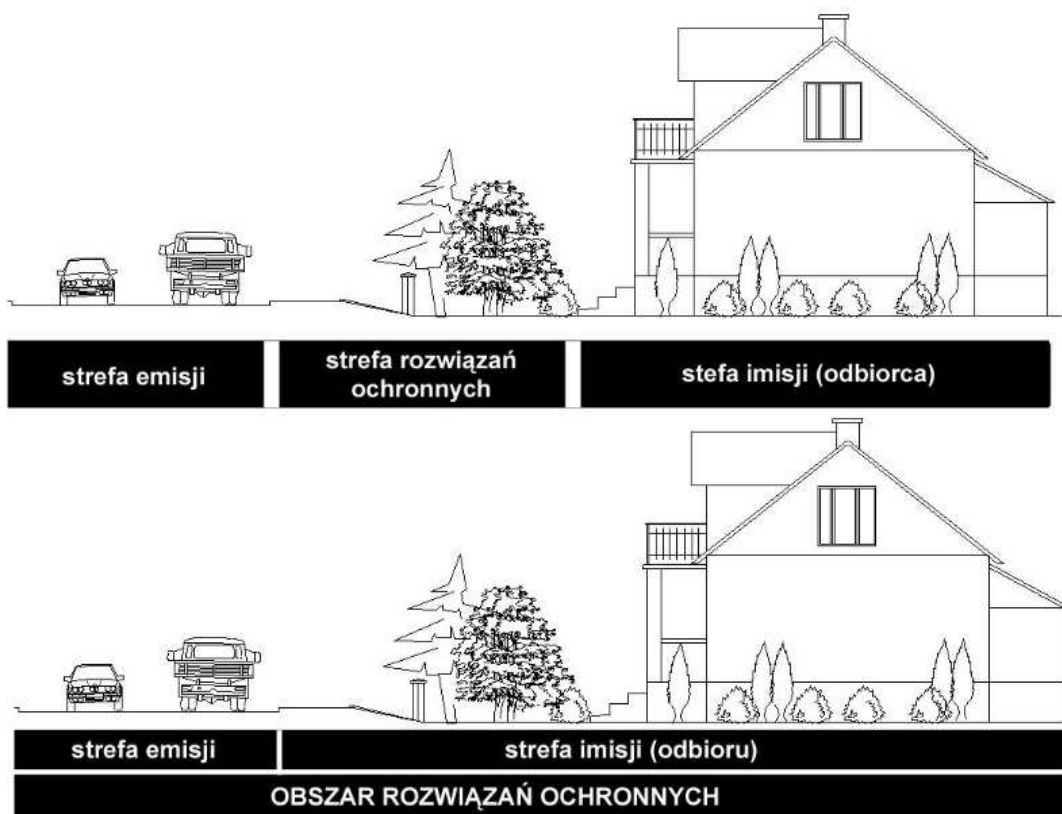 strefa emisji
strefa rozwiązań
ochronnych
stefa imisji (odbiorca)
strefa emisji
strefa imisji (odbioru)
OBSZAR ROZWIĄZAŃ OCHRONNYCH